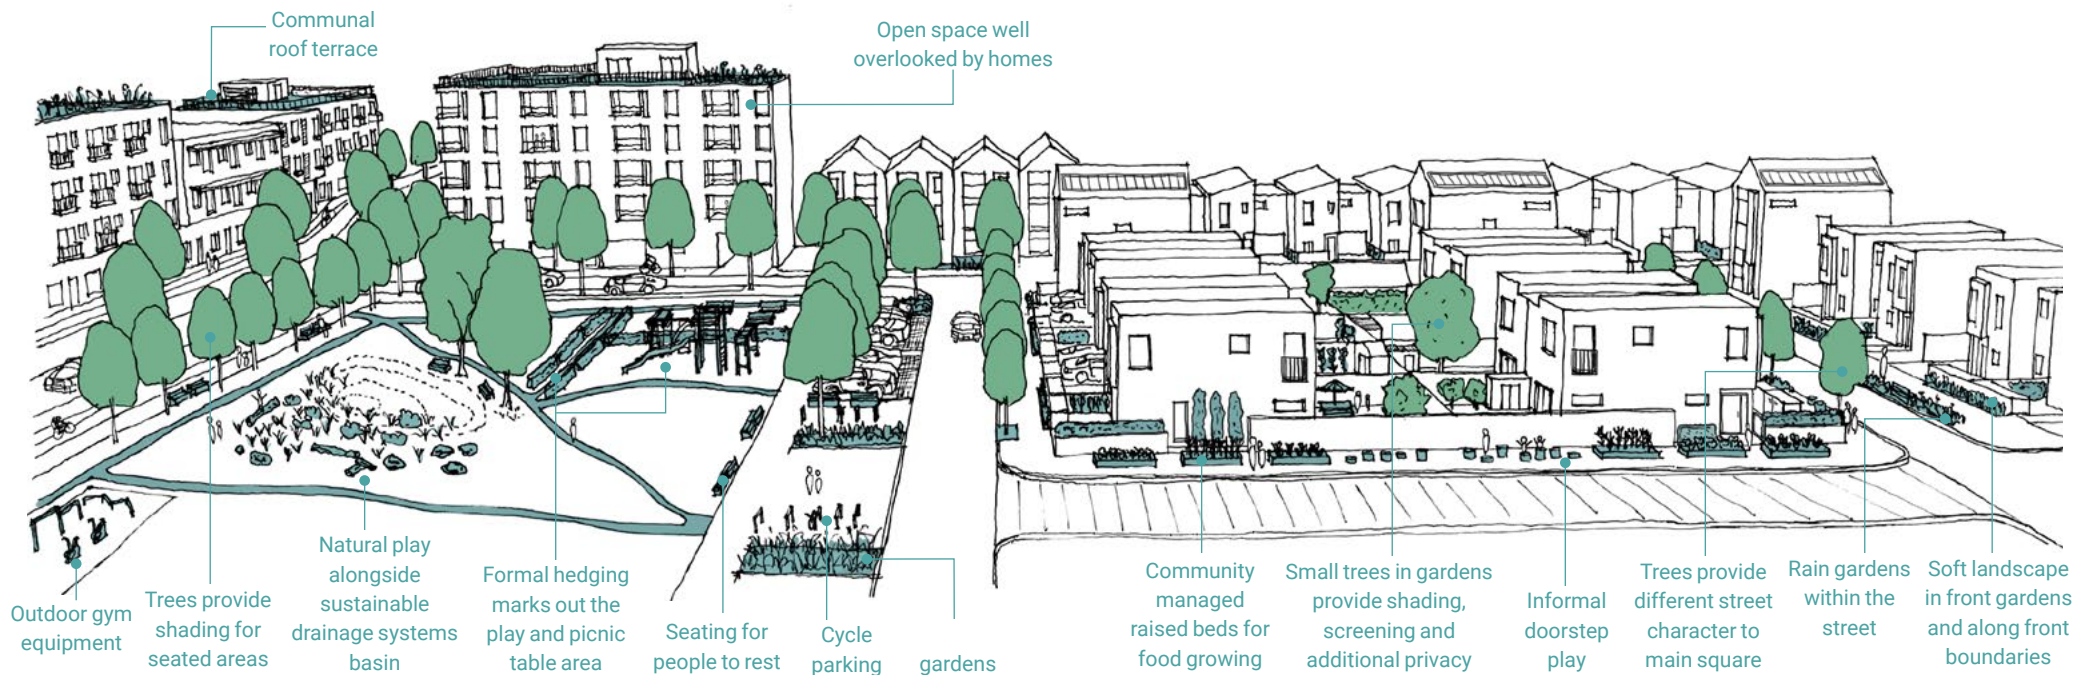 Communal
roof terrace
Open space well
overlooked by homes
Outdoor gym
equipment
Trees provide
shading for
seated areas
Natural play
alongside
sustainable
drainage systems
basin
Formal hedging
marks out the
play and picnic
table area
Seating for
people to rest
Cycle
parking
gardens
Community
managed
raised beds for
food growing
Small trees in gardens
provide shading,
screening and
additional privacy
Informal
doorstep
play
Trees provide
different street
character to
main square
Rain gardens
within the
street
Soft landscape
in front gardens
and along front
boundaries